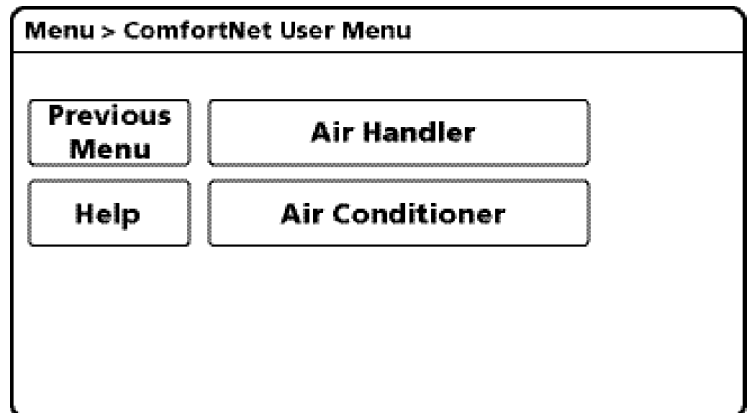 Menu > ComfortNet User Menu
Previous
Menu
Air Handler
Help
Air Conditioner